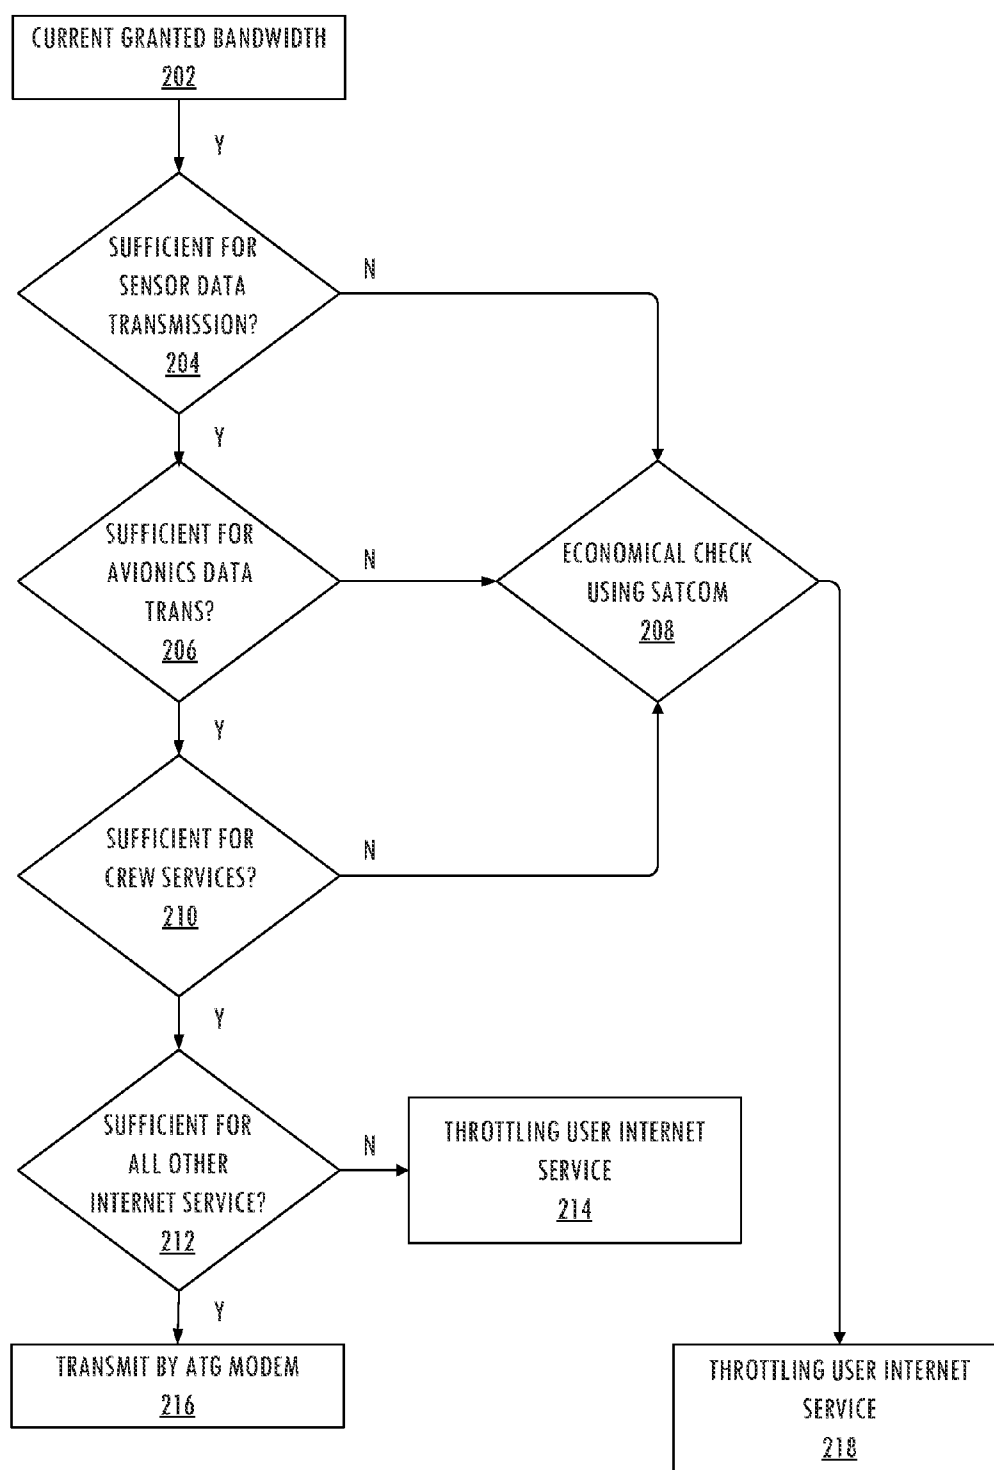 CURRENT GRANTED BANDWIDTH
202
Y
SUFFICIENT FOR
SENSOR DATA
TRANSMISSION?
204
N
Y
SUFFICIENT FOR
AVIONICS DATA
TRANS?
206
N
ECONOMICAL CHECK
USING SATCOM
208
Y
SUFFICIENT FOR
CREW SERVICES?
210
N
Y
SUFFICIENT FOR
ALL OTHER
INTERNET SERVICE?
212
N
THROTTLING USER INTERNET
SERVICE
214
Y
TRANSMIT BY ATG MODEM
216
THROTTLING USER INTERNET
SERVICE
218